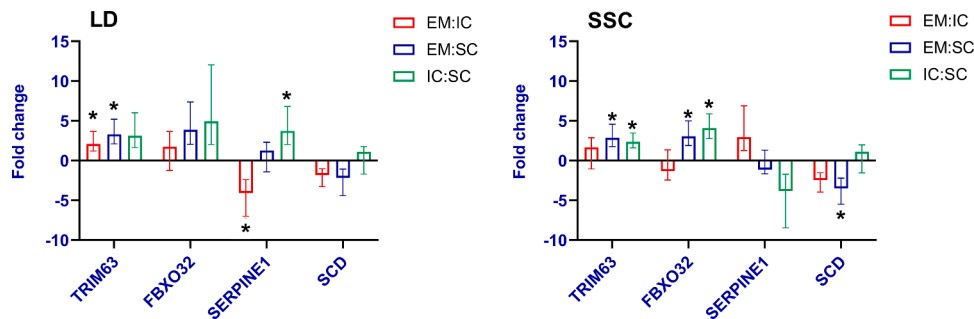 LD
EM:IC
EM:SC
IC:SC
Fold change
15
10
5
0
-5
-10
* * * *
TRIM63
FBXO32
SERPINE1
SCD
SSC
EM:IC
EM:SC
IC:SC
Fold change
15
10
5
0
-5
-10
* * * * *
TRIM63
FBXO32
SERPINE1
SCD